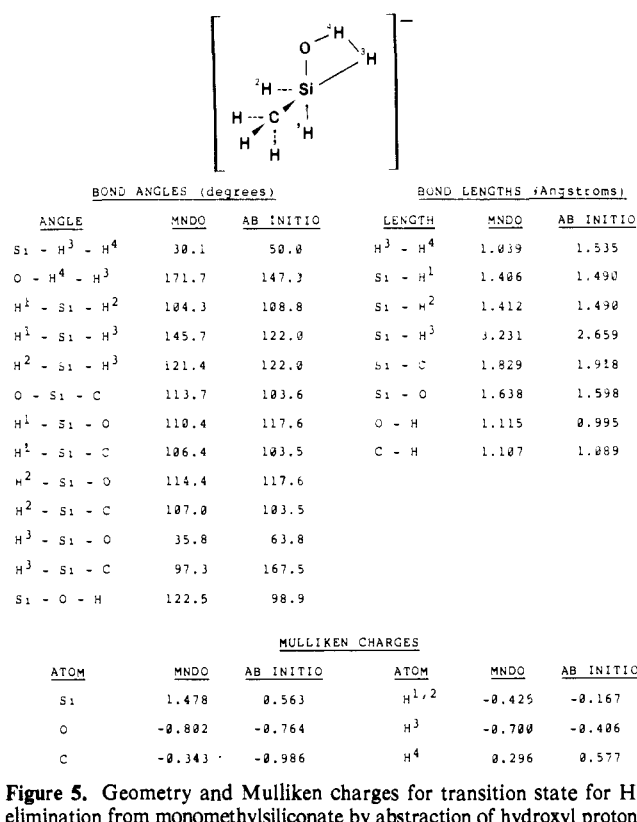 [ ]−
⁴H
O
³H
²H --- Si
H --- C
¹H
H
H
BOND ANGLES (degrees) BOND LENGTHS (Angstroms)
ANGLE MNDO AB INITIO LENGTH MNDO AB INITIO
Si - H³ - H⁴ 30.1 50.0 H³ - H⁴ 1.039 1.535
O - H⁴ - H³ 171.7 147.3 Si - H¹ 1.406 1.490
H¹ - Si - H² 104.3 108.8 Si - H² 1.412 1.490
H¹ - Si - H³ 145.7 122.0 Si - H³ 3.231 2.659
H² - Si - H³ 121.4 122.0 Si - C 1.829 1.918
O - Si - C 113.7 103.6 Si - O 1.638 1.598
H¹ - Si - O 110.4 117.6 O - H 1.115 0.995
H¹ - Si - C 106.4 103.5 C - H 1.107 1.089
H² - Si - O 114.4 117.6
H² - Si - C 107.0 103.5
H³ - Si - O 35.8 63.8
H³ - Si - C 97.3 167.5
Si - O - H 122.5 98.9
MULLIKEN CHARGES
ATOM MNDO AB INITIO ATOM MNDO AB INITIO
Si 1.478 0.563 H¹,² -0.425 -0.167
O -0.802 -0.764 H³ -0.700 -0.406
C -0.343 -0.986 H⁴ 0.296 0.577
Figure 5. Geometry and Mulliken charges for transition state for H
elimination from monomethylsiliconate by abstraction of hydroxyl proton